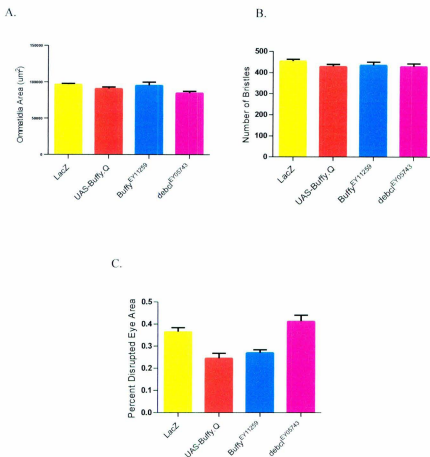 A.
Ommatidia Area (um²)
150000
100000
50000
0
LacZ
UAS-Buffy.Q
Buffy^EY11259
debcl^EY05743
B.
Number of Bristles
500
400
300
200
100
0
LacZ
UAS-Buffy.Q
Buffy^EY11259
debcl^EY05743
C.
Percent Disrupted Eye Area
0.5
0.4
0.3
0.2
0.1
0.0
LacZ
UAS-Buffy.Q
Buffy^EY11259
debcl^EY05743